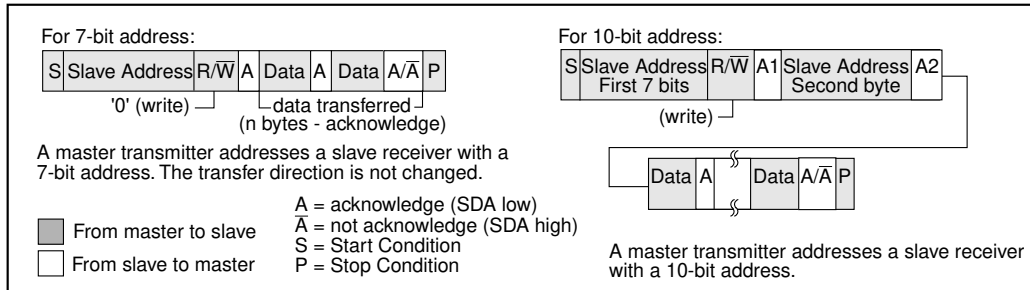 For 7-bit address:
S Slave Address R/W̅ A Data A Data A/A̅ P
'0' (write) data transferred
(n bytes - acknowledge)
A master transmitter addresses a slave receiver with a
7-bit address. The transfer direction is not changed.
From master to slave
From slave to master
A = acknowledge (SDA low)
A̅ = not acknowledge (SDA high)
S = Start Condition
P = Stop Condition
For 10-bit address:
S Slave Address R/W̅ A1 Slave Address A2
First 7 bits Second byte
(write)
Data A Data A/A̅ P
A master transmitter addresses a slave receiver
with a 10-bit address.